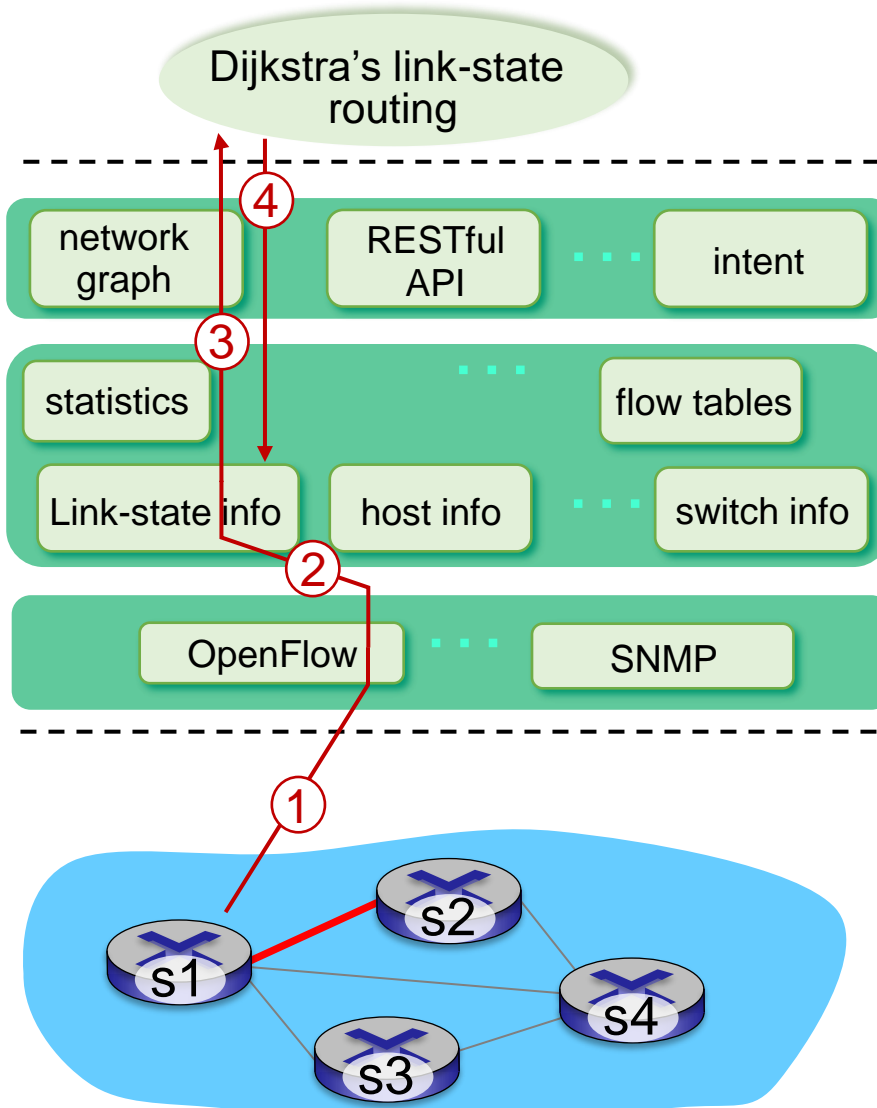 Dijkstra’s link-state
routing
4
network
graph
RESTful
API
intent
3
statistics
flow tables
Link-state info
host info
switch info
2
OpenFlow
SNMP
1
s2
s1
s4
s3